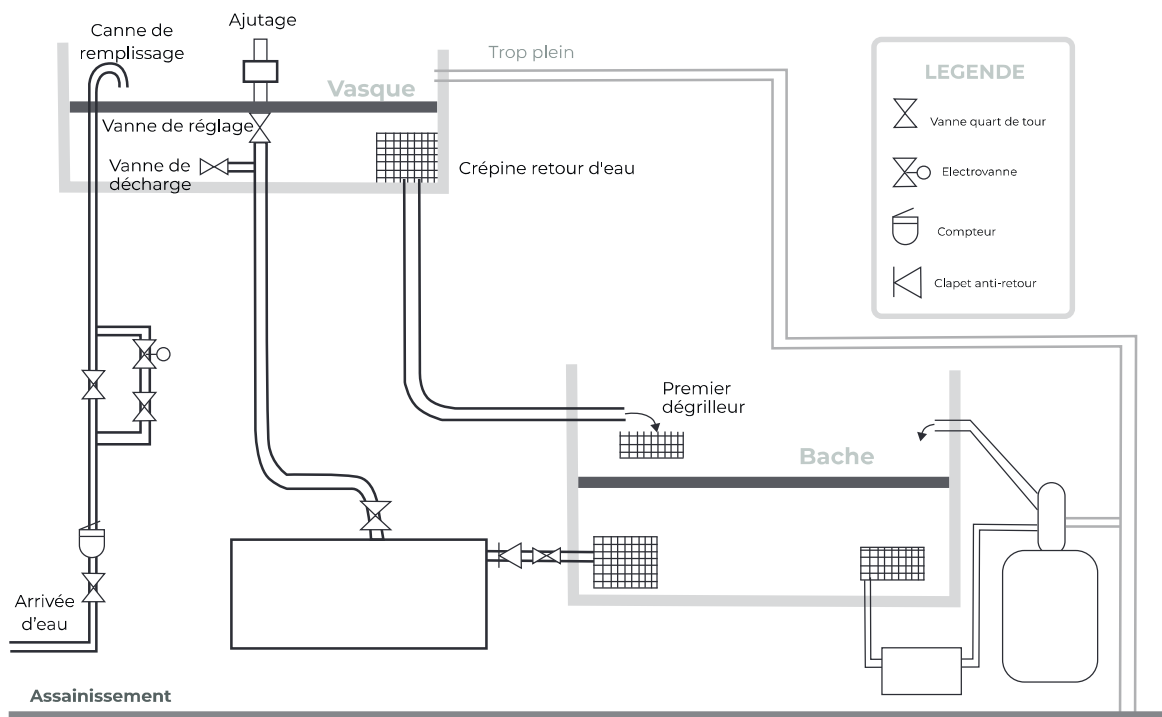 Canne de
remplissage
Ajutage
Trop plein
Vasque
Vanne de réglage
Vanne de
décharge
Crépine retour d'eau
LEGENDE
Vanne quart de tour
Electrovanne
Compteur
Clapet anti-retour
Premier
dégrilleur
Bache
Arrivée
d'eau
Assainissement